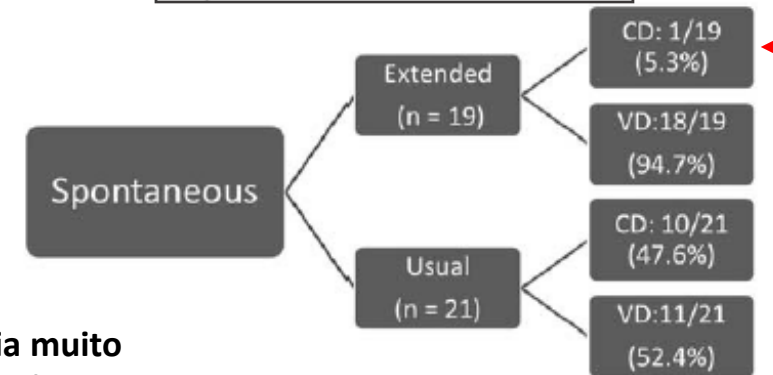 CD: 1/19
(5.3%)
Extended
(n = 19)
VD:18/19
(94.7%)
Spontaneous
CD: 10/21
(47.6%)
Usual
(n = 21)
VD:11/21
(52.4%)
ia muito